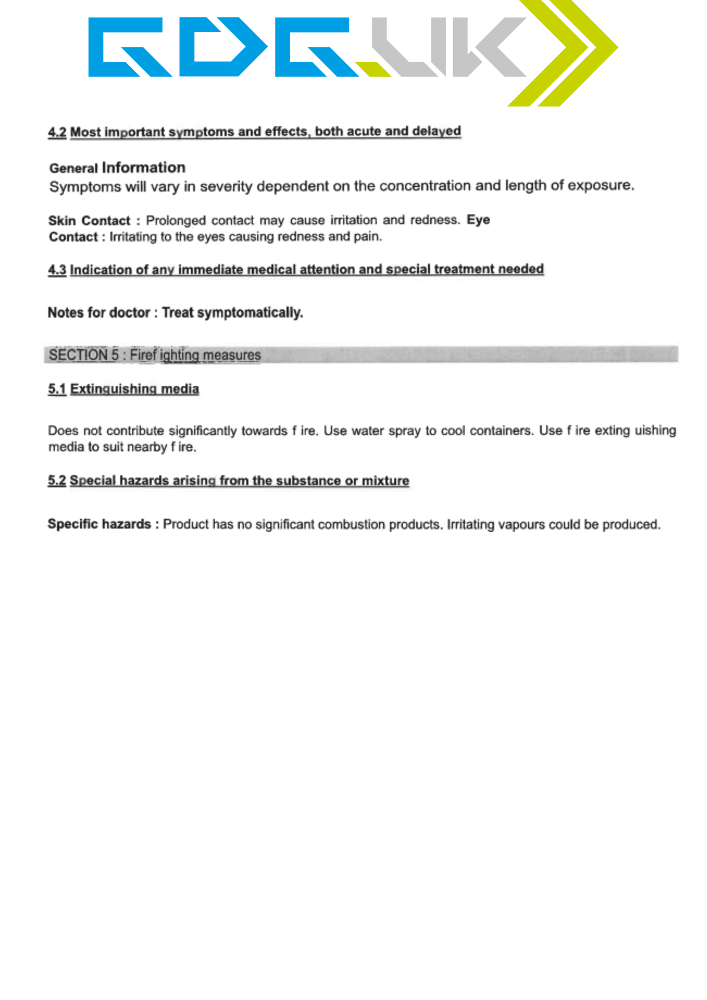 GDG.UK
4.2 Most important symptoms and effects, both acute and delayed
General Information
Symptoms will vary in severity dependent on the concentration and length of exposure.
Skin Contact : Prolonged contact may cause irritation and redness. Eye
Contact : Irritating to the eyes causing redness and pain.
4.3 Indication of any immediate medical attention and special treatment needed
Notes for doctor : Treat symptomatically.
SECTION 5 : Firef ighting measures
5.1 Extinguishing media
Does not contribute significantly towards f ire. Use water spray to cool containers. Use f ire exting uishing
media to suit nearby f ire.
5.2 Special hazards arising from the substance or mixture
Specific hazards : Product has no significant combustion products. Irritating vapours could be produced.